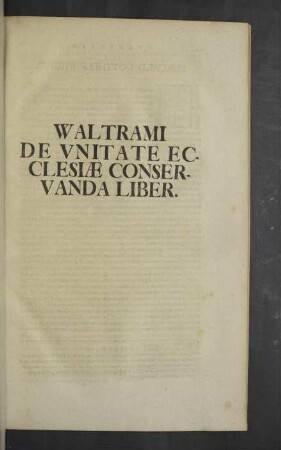 WALTRAMI
DE VNITATE EC-
CLESIÆ CONSER-
VANDA LIBER.